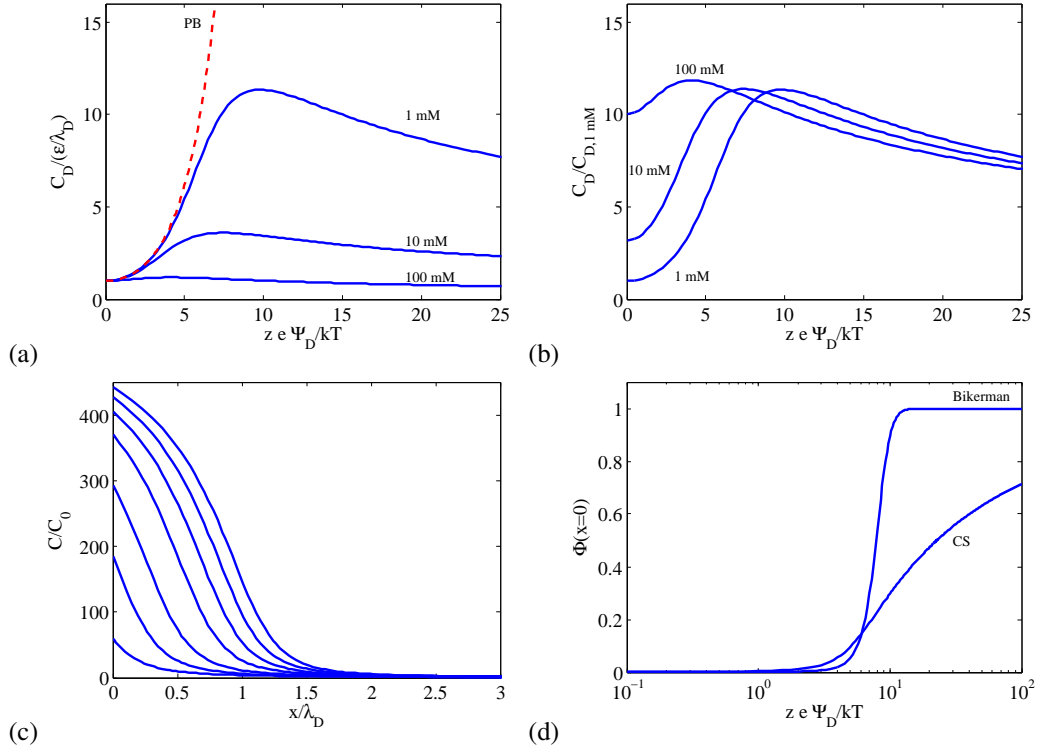 PB
1 mM
10 mM
100 mM
C_D/(ε/λ_D)
0
5
10
15
0
5
10
15
20
25
z e Ψ_D/kT
(a)
100 mM
10 mM
1 mM
C_D/C_D,1 mM
0
5
10
15
0
5
10
15
20
25
z e Ψ_D/kT
(b)
C/C_0
400
300
200
100
0
0
0.5
1
1.5
2
2.5
3
x/λ_D
(c)
Bikerman
CS
Φ(x=0)
1
0.8
0.6
0.4
0.2
0
10^-1
10^0
10^1
10^2
z e Ψ_D/kT
(d)